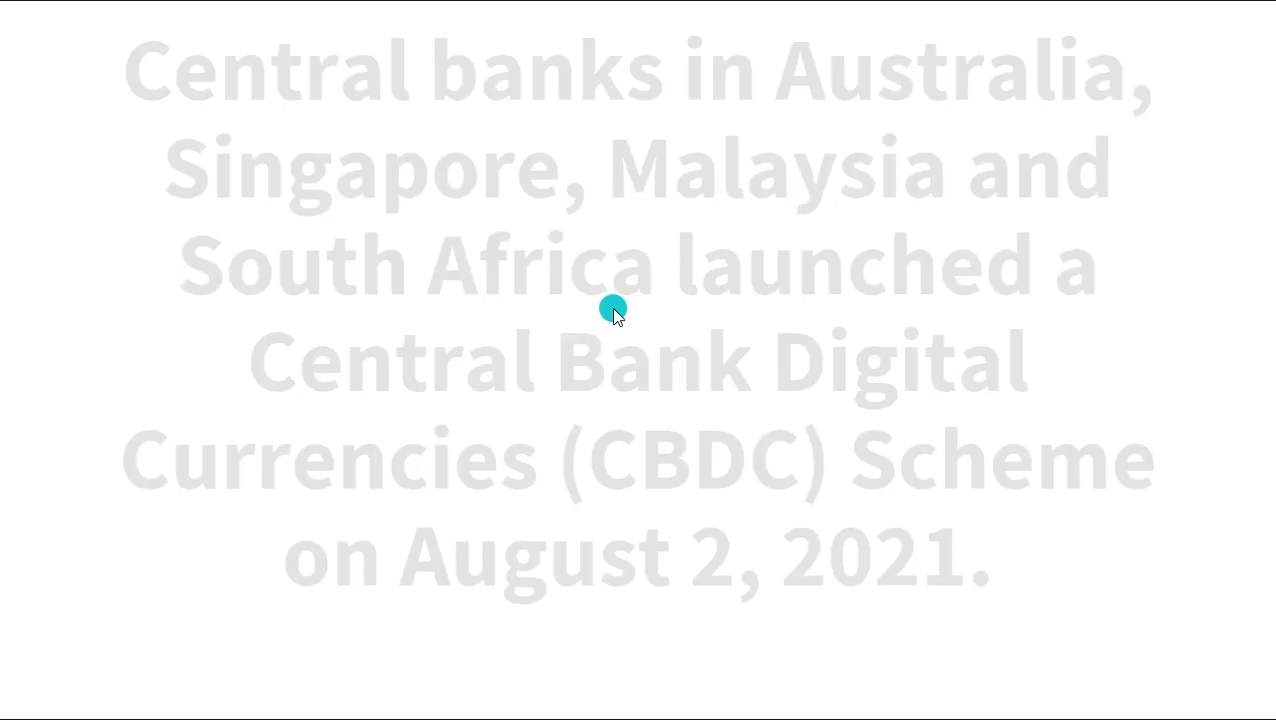 Central banks in Australia,
Singapore, Malaysia and
South Africa launched a
Central Bank Digital
Currencies (CBDC) Scheme
on August 2, 2021.